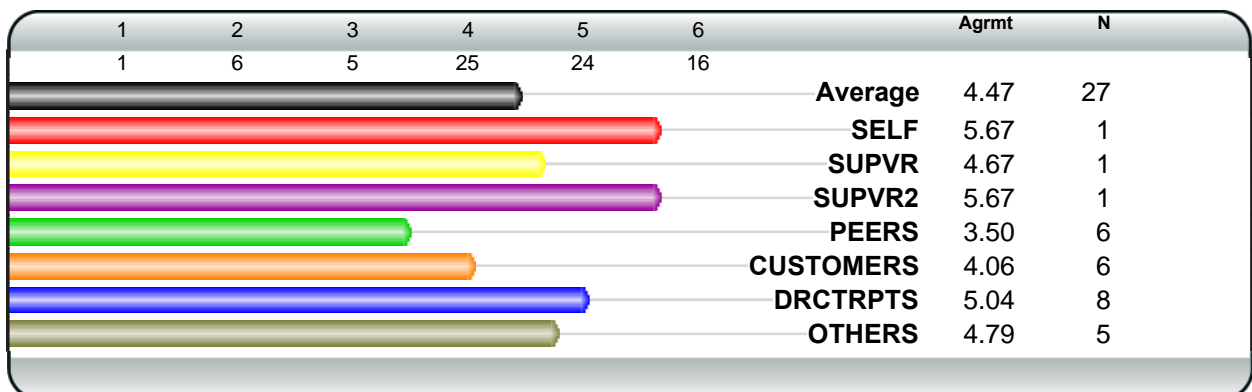 1 2 3 4 5 6 Agrmt N
1 6 5 25 24 16
Average 4.47 27
SELF 5.67 1
SUPVR 4.67 1
SUPVR2 5.67 1
PEERS 3.50 6
CUSTOMERS 4.06 6
DRCTRPTS 5.04 8
OTHERS 4.79 5